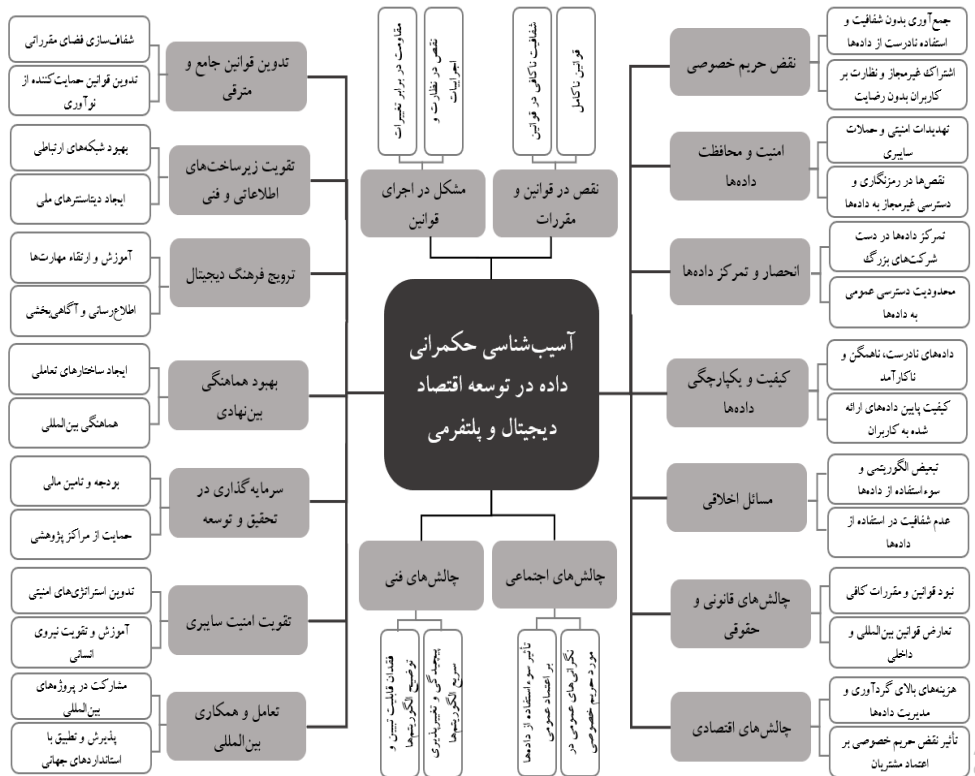 آسیب‌شناسی حکمرانی
داده در توسعه اقتصاد
دیجیتال و پلتفرمی
نقص در قوانین و
مقررات
قوانین ناکامل
شفافیت ناکافی در قوانین
مشکل در اجرای
قوانین
نقص در نظارت و
اجراییات
مقاومت در برابر تغییرات
نقض حریم خصوصی
جمع‌آوری بدون شفافیت و
استفاده نادرست از داده‌ها
اشتراک غیرمجاز و نظارت بر
کاربران بدون رضایت
امنیت و محافظت
داده‌ها
تهدیدات امنیتی و حملات
سایبری
نقص‌ها در رمزنگاری و
دسترسی غیرمجاز به داده‌ها
انحصار و تمرکز داده‌ها
تمرکز داده‌ها در دست
شرکت‌های بزرگ
محدودیت دسترسی عمومی
به داده‌ها
کیفیت و یکپارچگی
داده‌ها
داده‌های نادرست، ناهمگن و
ناکارآمد
کیفیت پایین داده‌های ارائه
شده به کاربران
مسائل اخلاقی
تبعیض الگوریتمی و
سوءاستفاده از داده‌ها
عدم شفافیت در استفاده از
داده‌ها
چالش‌های قانونی و
حقوقی
نبود قوانین و مقررات کافی
تعارض قوانین بین‌المللی و
داخلی
چالش‌های اقتصادی
هزینه‌های بالای گردآوری و
مدیریت داده‌ها
تأثیر نقض حریم خصوصی بر
اعتماد مشتریان
چالش‌های اجتماعی
نگرانی‌های عمومی در
مورد حریم خصوصی
تأثیر سوءاستفاده از داده‌ها
بر اعتماد عمومی
چالش‌های فنی
پیچیدگی و تغییرپذیری
سریع الگوریتم‌ها
فقدان قابلیت تبیین و
توضیح الگوریتم‌ها
تدوین قوانین جامع و
مترقی
شفاف‌سازی فضای مقرراتی
تدوین قوانین حمایت‌کننده از
نوآوری
تقویت زیرساخت‌های
اطلاعاتی و فنی
بهبود شبکه‌های ارتباطی
ایجاد دیتاسنترهای ملی
ترویج فرهنگ دیجیتال
آموزش و ارتقاء مهارت‌ها
اطلاع‌رسانی و آگاهی‌بخشی
بهبود هماهنگی
بین‌نهادی
ایجاد ساختارهای تعاملی
هماهنگی بین‌المللی
سرمایه‌گذاری در
تحقیق و توسعه
بودجه و تامین مالی
حمایت از مراکز پژوهشی
تقویت امنیت سایبری
تدوین استراتژی‌های امنیتی
آموزش و تقویت نیروی
انسانی
تعامل و همکاری
بین‌المللی
مشارکت در پروژه‌های
بین‌المللی
پذیرش و تطبیق با
استانداردهای جهانی